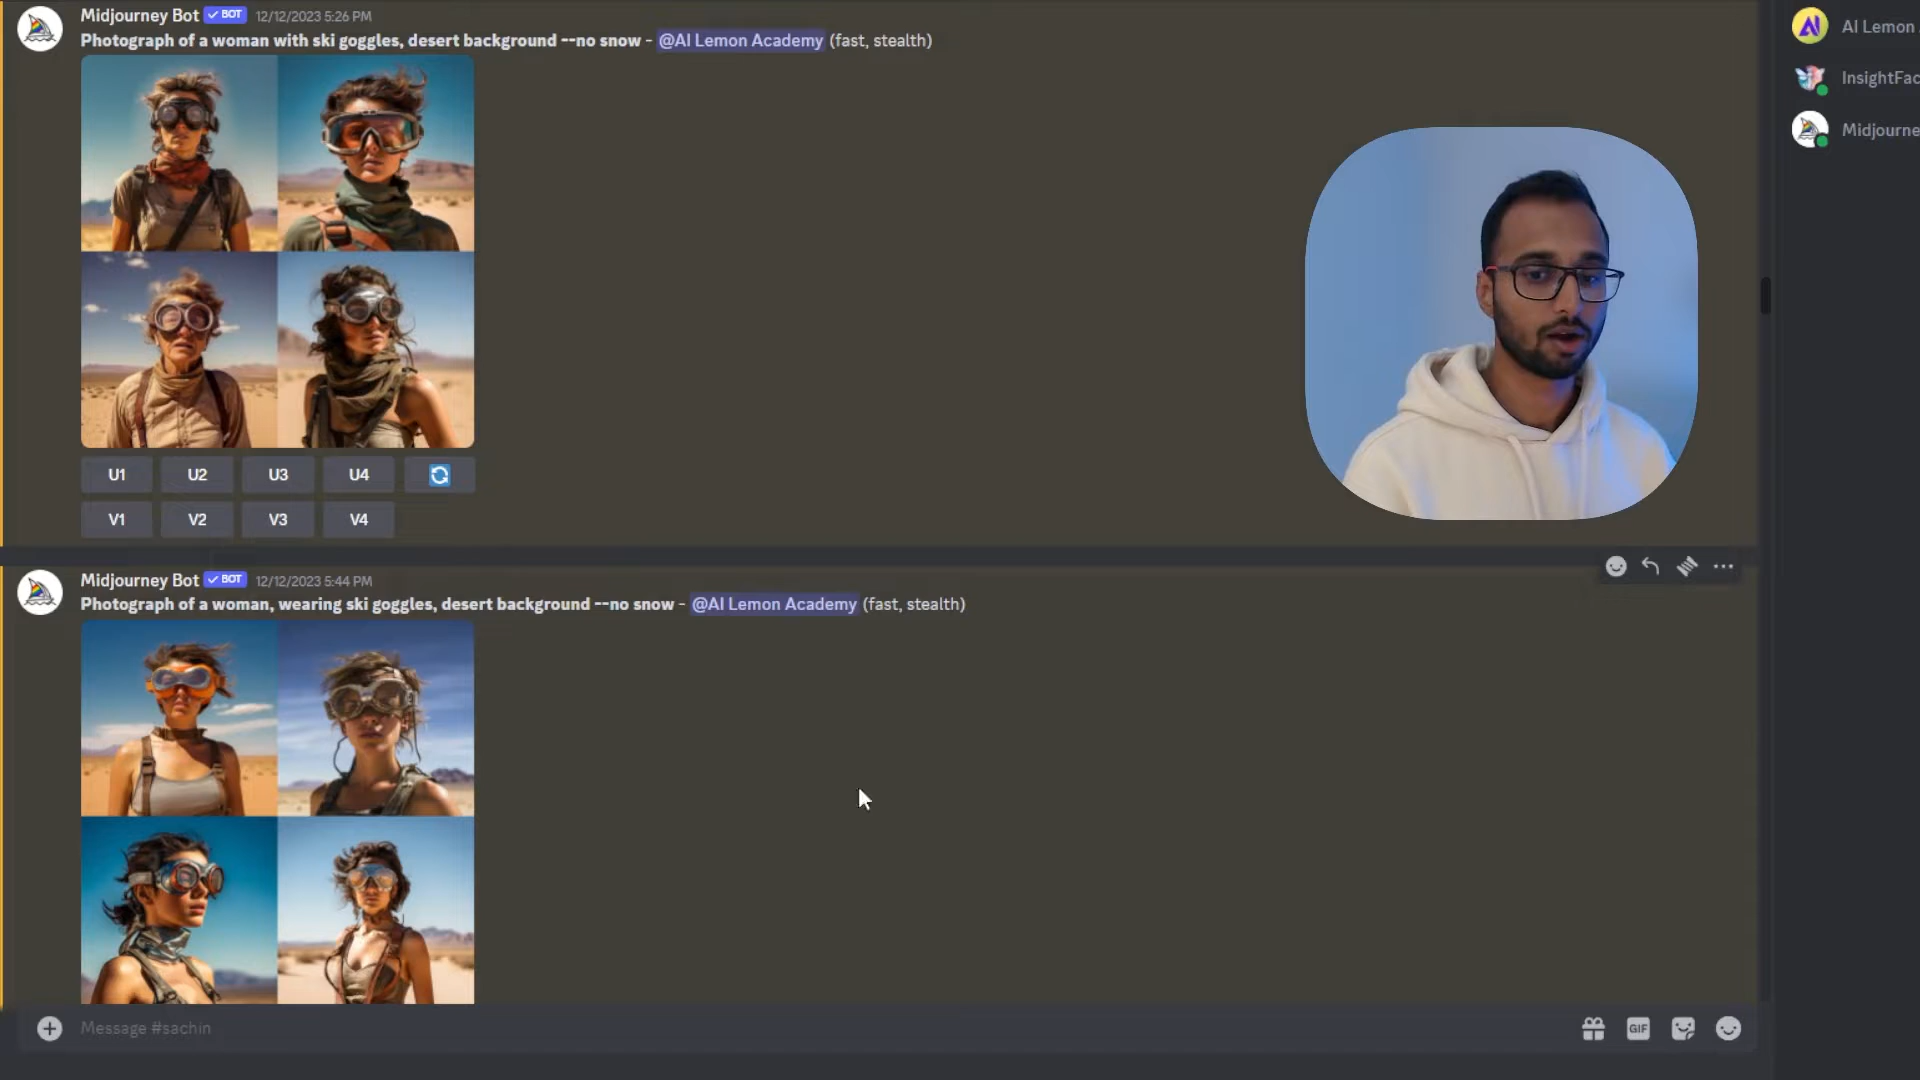 Midjourney Bot ✓ BOT 12/12/2023 5:26 PM
Photograph of a woman with ski goggles, desert background --no snow - @AI Lemon Academy (fast, stealth)
U1 U2 U3 U4
V1 V2 V3 V4
Midjourney Bot ✓ BOT 12/12/2023 5:44 PM
Photograph of a woman, wearing ski goggles, desert background --no snow - @AI Lemon Academy (fast, stealth)
Message #sachin
GIF
AI Lemon
InsightFac
Midjourne